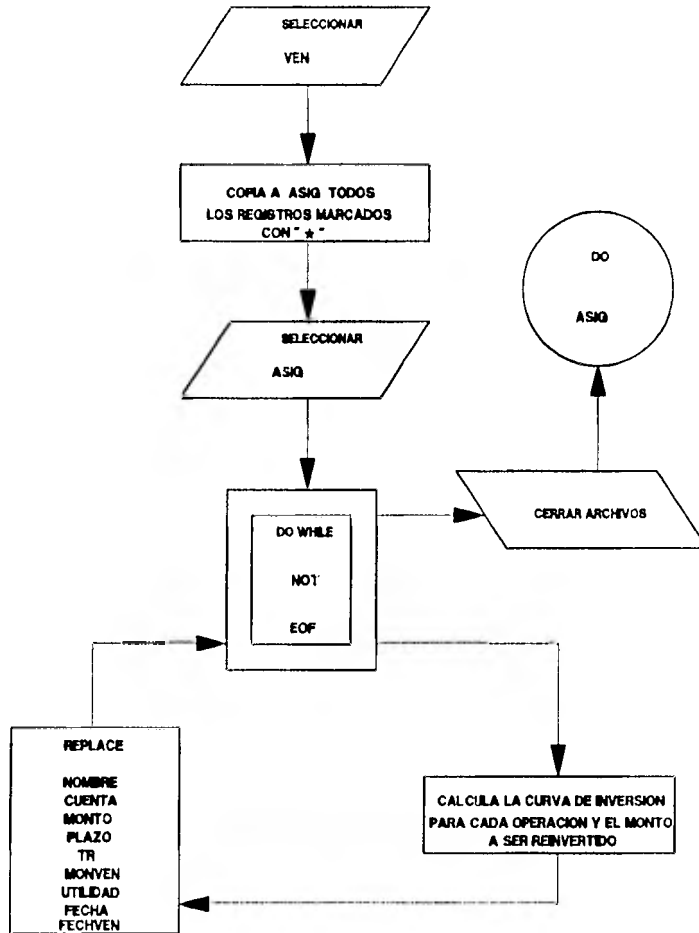 SELECCIONAR
VEN
COPIA A ASIG TODOS
LOS REGISTROS MARCADOS
CON " * "
SELECCIONAR
ASIG
DO
ASIG
CERRAR ARCHIVOS
DO WHILE
NOT
EOF
REPLACE
NOMBRE
CUENTA
MONTO
PLAZO
TR
MONVEN
UTILIDAD
FECHA
FECHVEN
CALCULA LA CURVA DE INVERSION
PARA CADA OPERACION Y EL MONTO
A SER REINVERTIDO